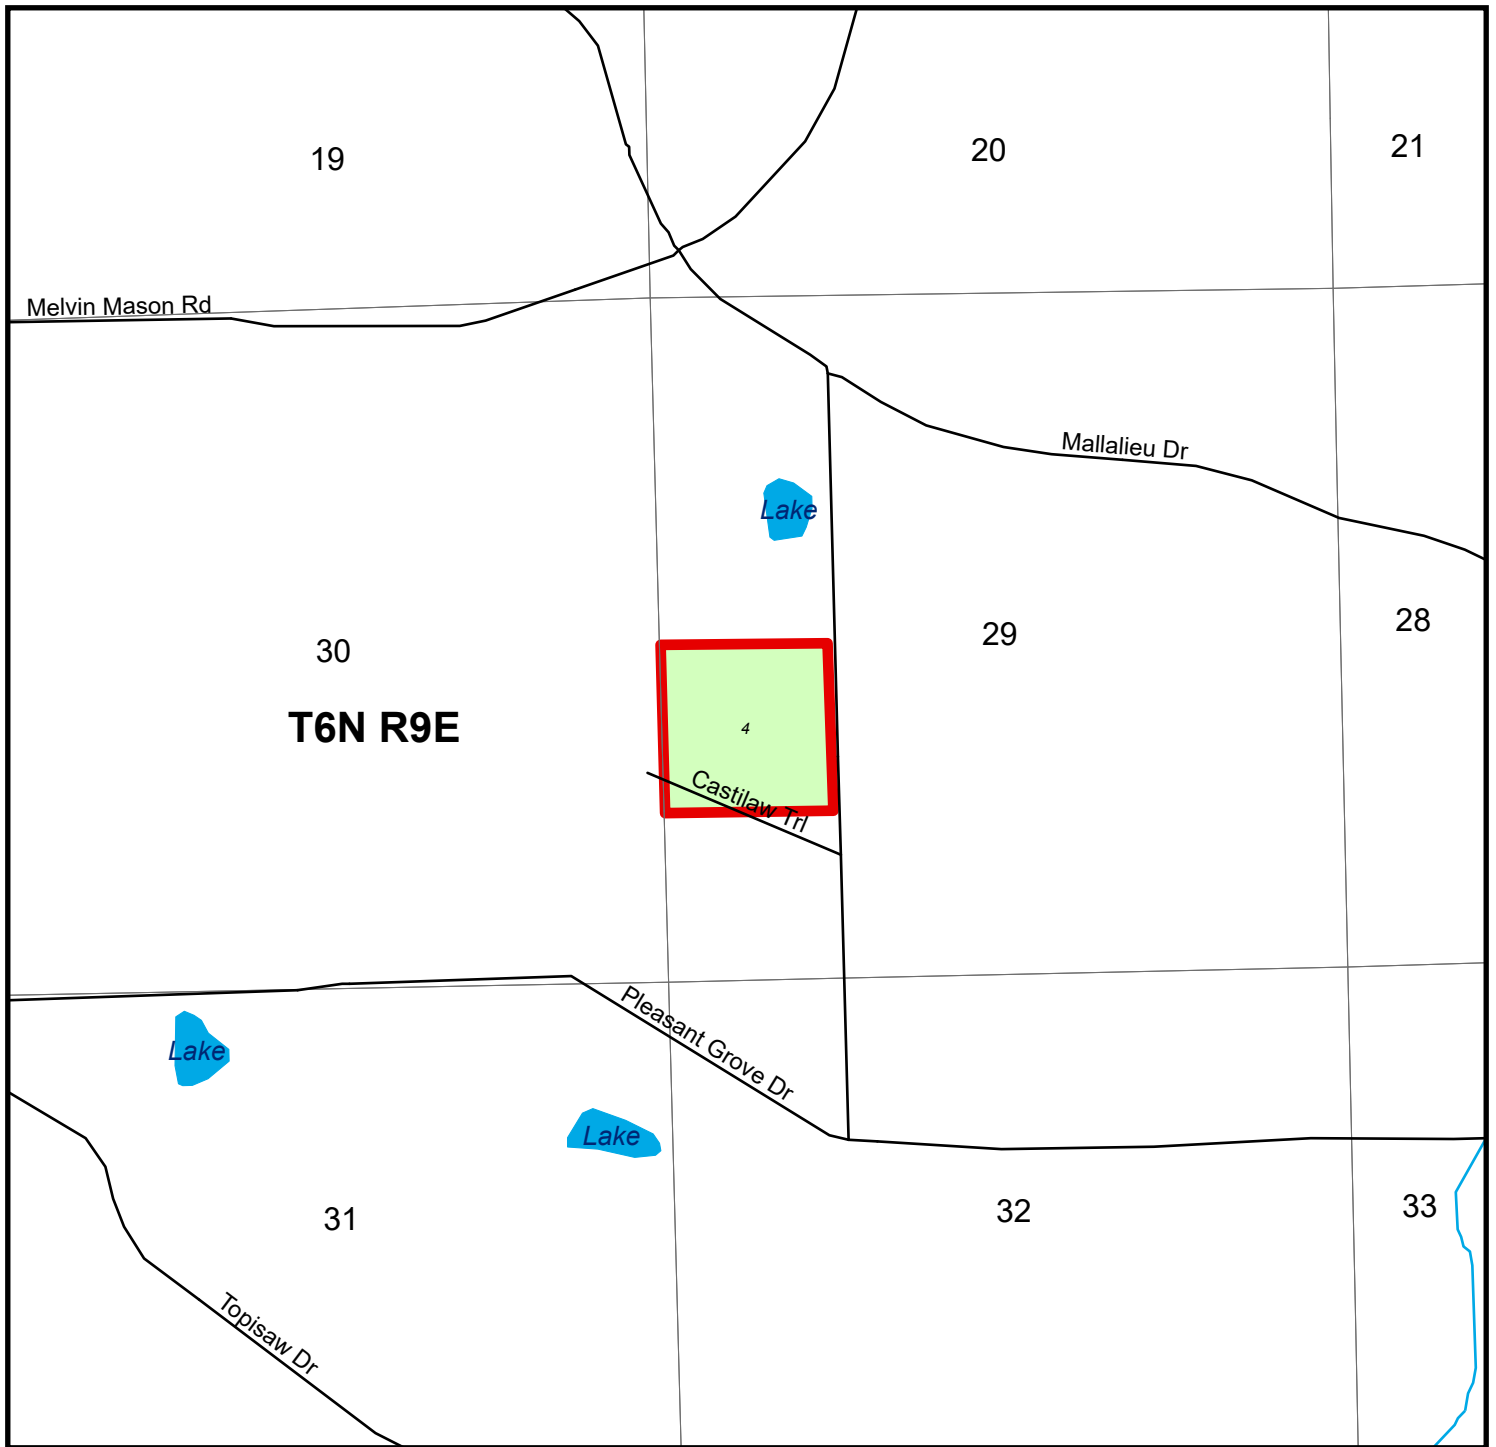 19
20
21
Melvin Mason Rd
Mallalieu Dr
Lake
30
29
28
T6N R9E
4
Castilaw Trl
Pleasant Grove Dr
Lake
Lake
31
32
33
Topisaw Dr